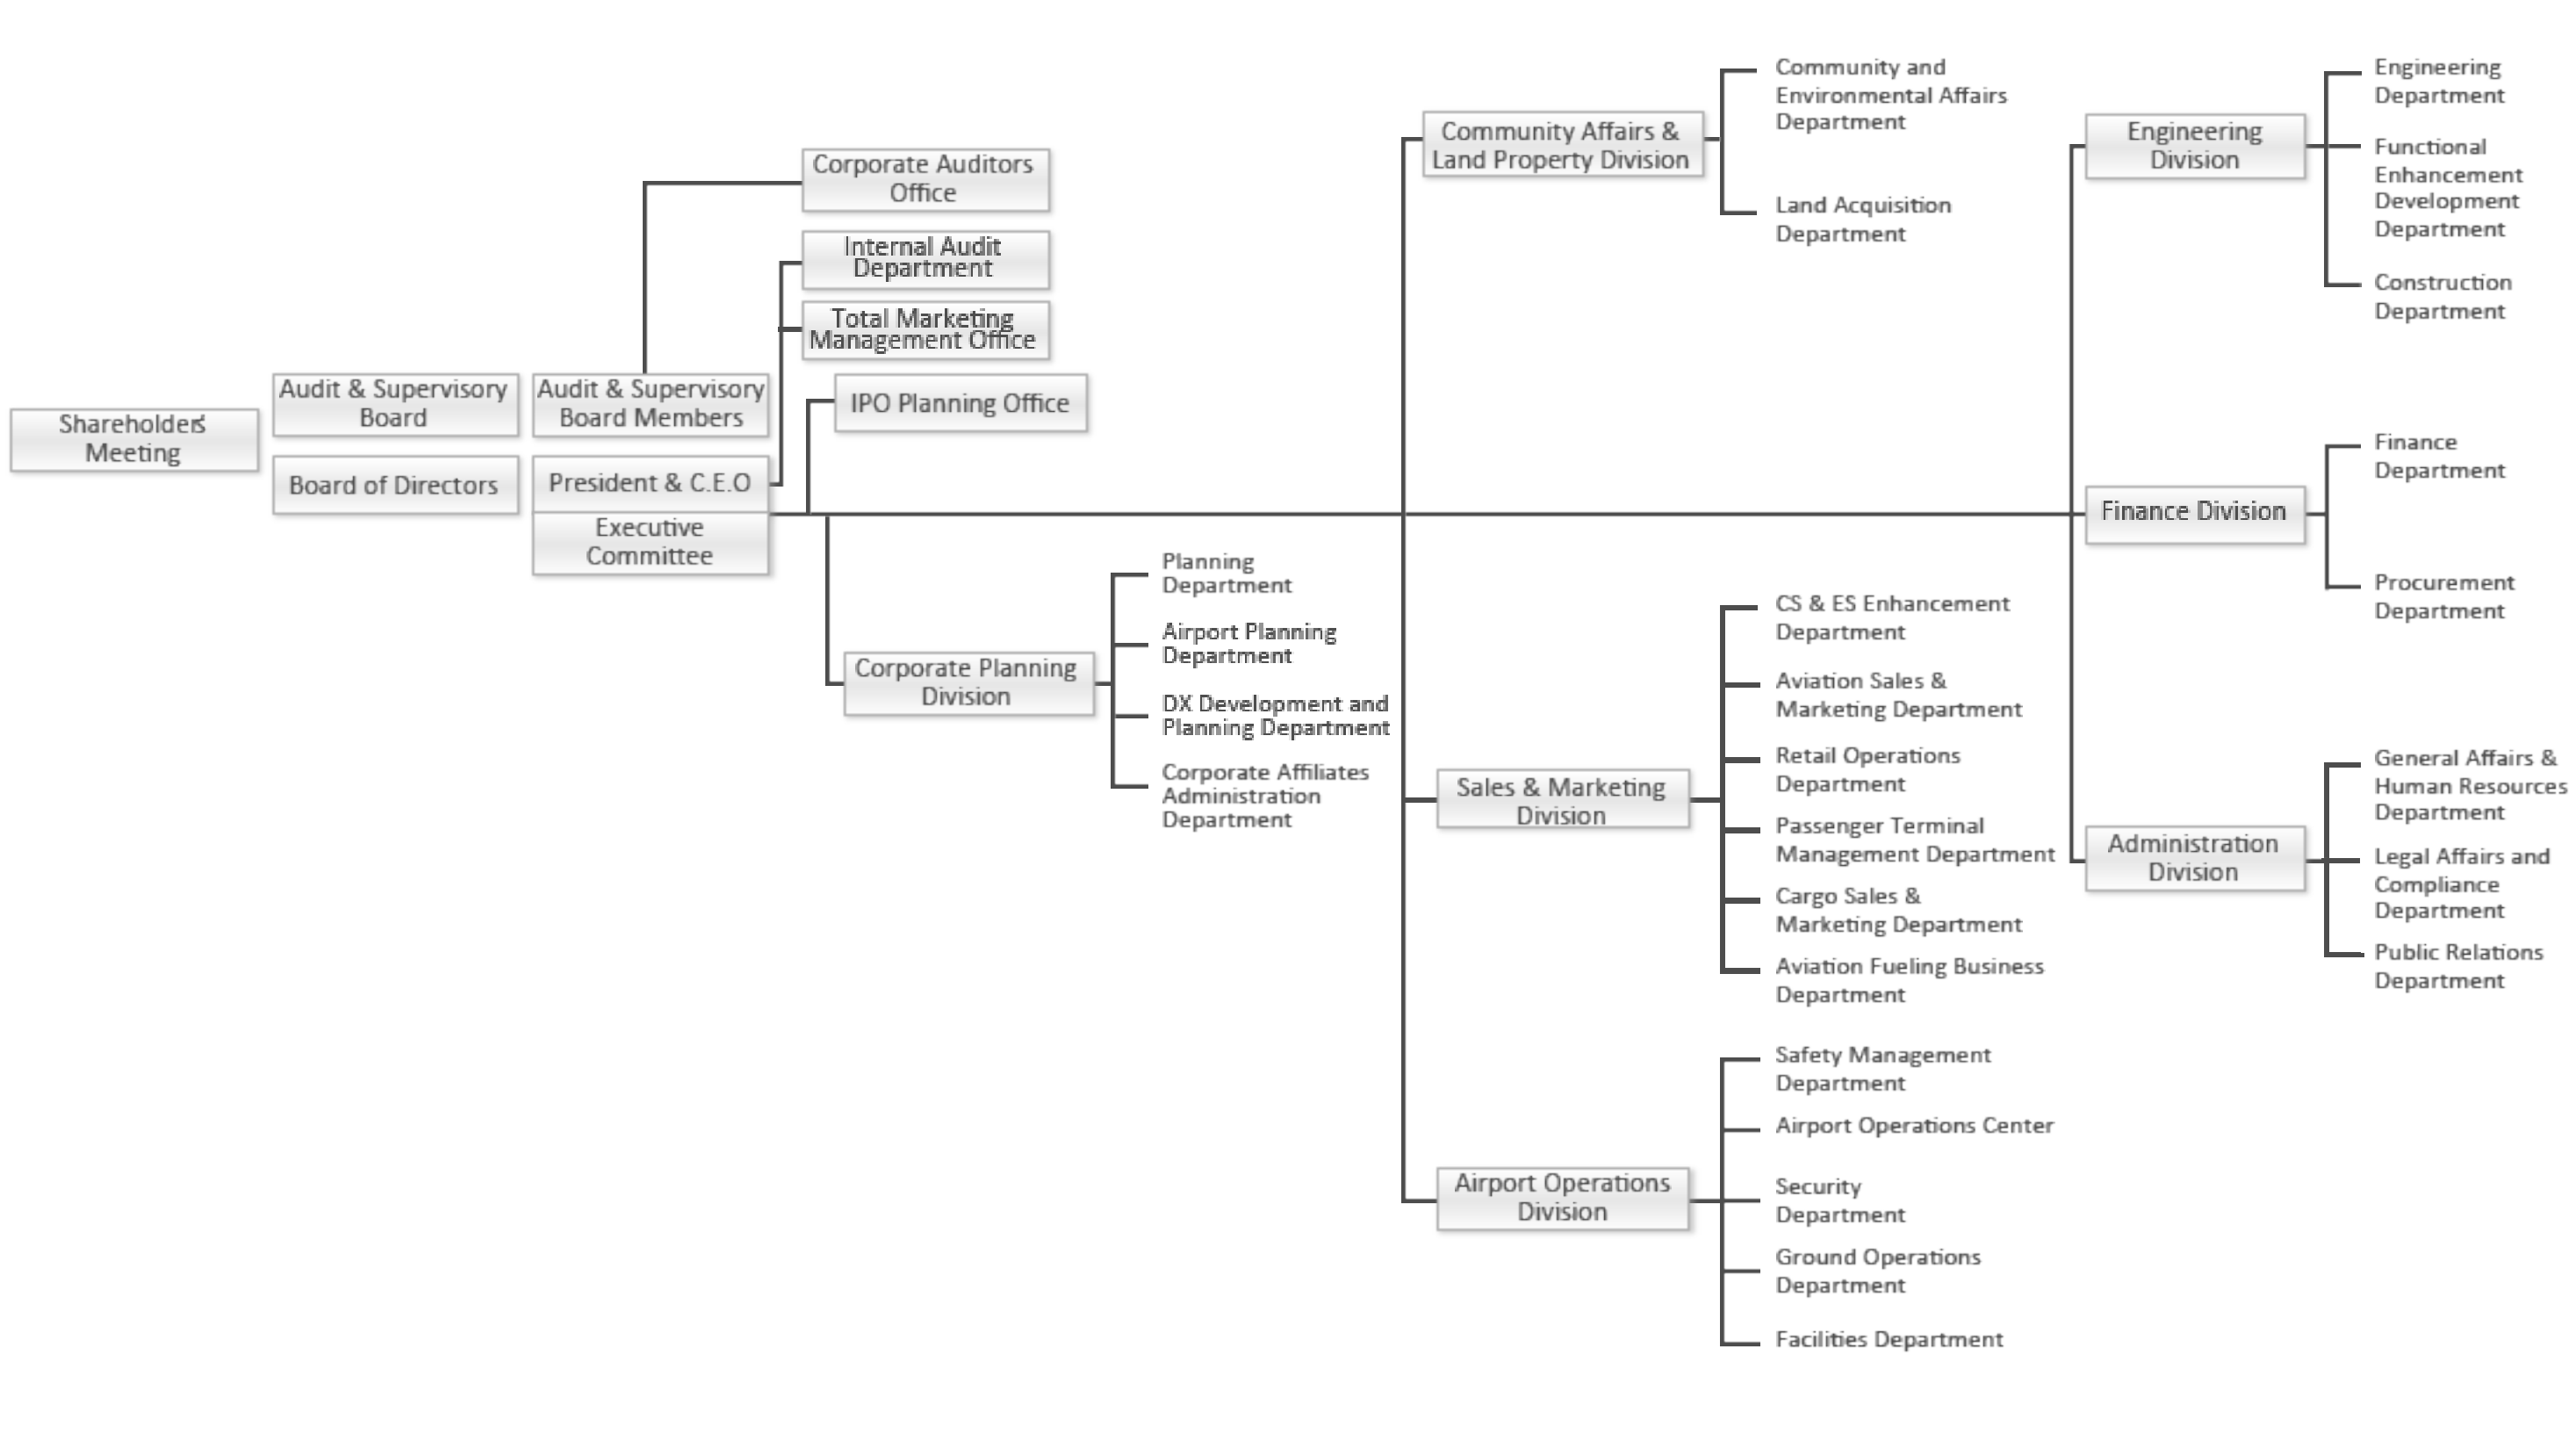 Shareholders'
Meeting
Audit & Supervisory
Board
Board of Directors
Audit & Supervisory
Board Members
President & C.E.O
Executive
Committee
Corporate Auditors
Office
Internal Audit
Department
Total Marketing
Management Office
IPO Planning Office
Corporate Planning
Division
Planning
Department
Airport Planning
Department
DX Development and
Planning Department
Corporate Affiliates
Administration
Department
Community Affairs &
Land Property Division
Community and
Environmental Affairs
Department
Land Acquisition
Department
Sales & Marketing
Division
CS & ES Enhancement
Department
Aviation Sales &
Marketing Department
Retail Operations
Department
Passenger Terminal
Management Department
Cargo Sales &
Marketing Department
Aviation Fueling Business
Department
Airport Operations
Division
Safety Management
Department
Airport Operations Center
Security
Department
Ground Operations
Department
Facilities Department
Engineering
Division
Engineering
Department
Functional
Enhancement
Development
Department
Construction
Department
Finance Division
Finance
Department
Procurement
Department
Administration
Division
General Affairs &
Human Resources
Department
Legal Affairs and
Compliance
Department
Public Relations
Department